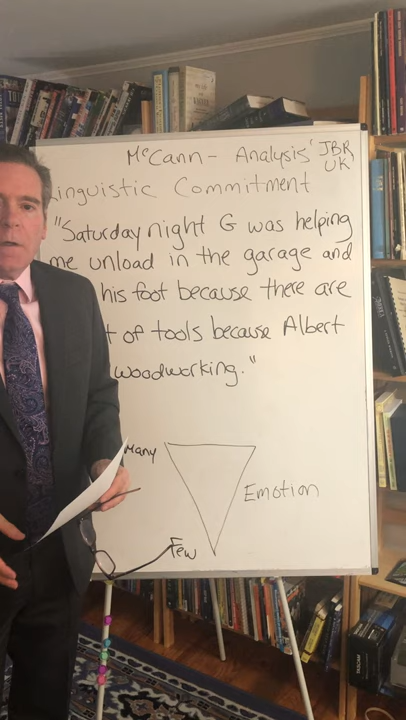 McCann - Analysis' JBR
UK
inguistic Commitment
"Saturday night G was helping
me unload in the garage and
his foot because there are
t of tools because Albert
woodworking."
Many
Emotion
Few